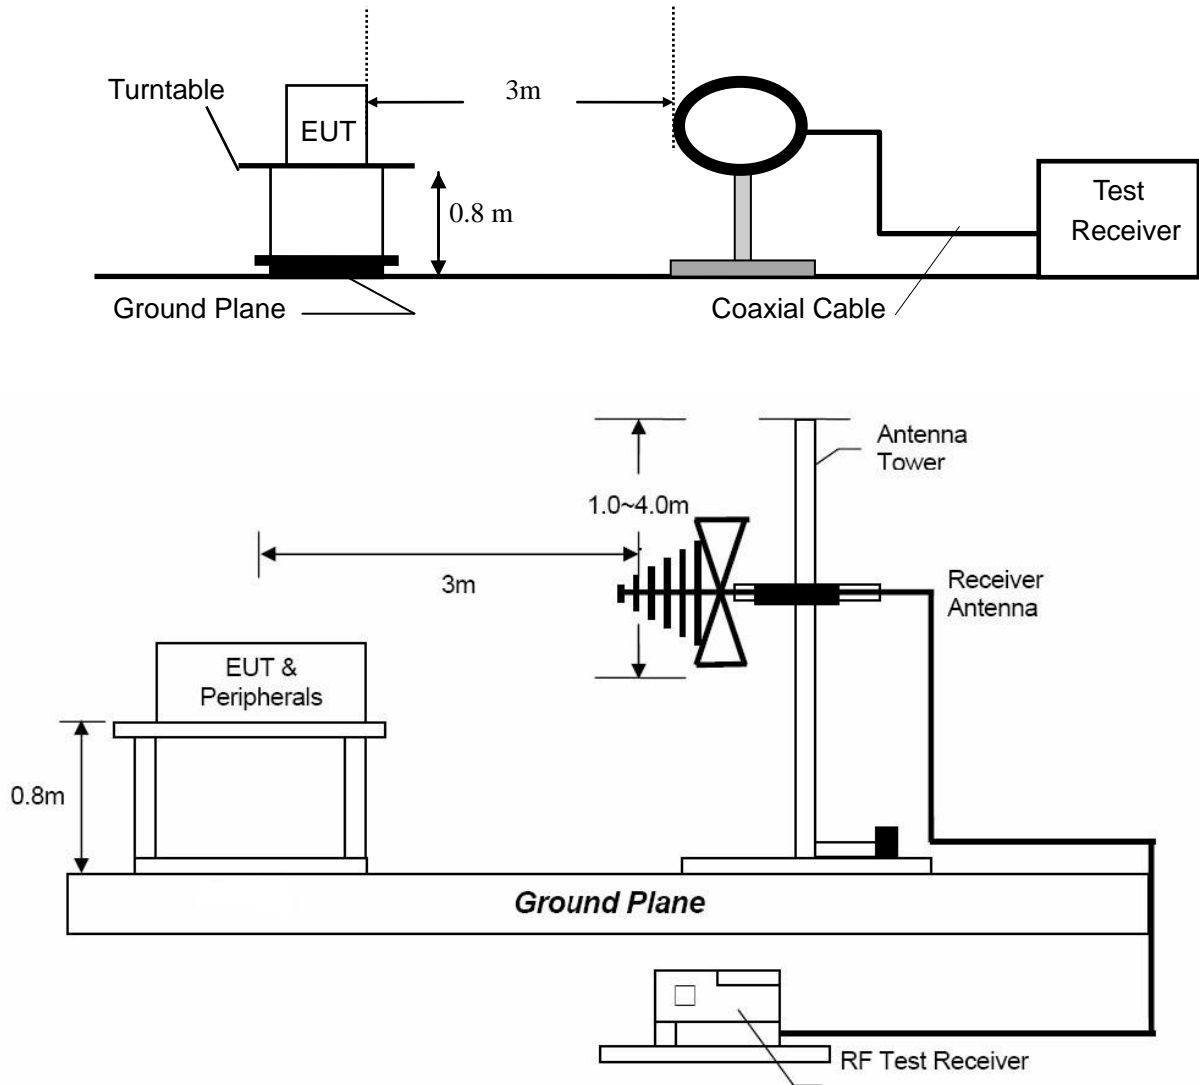 Turntable
3m
EUT
0.8 m
Test
Receiver
Ground Plane
Coaxial Cable
Antenna
Tower
1.0~4.0m
3m
Receiver
Antenna
EUT &
Peripherals
0.8m
Ground Plane
RF Test Receiver